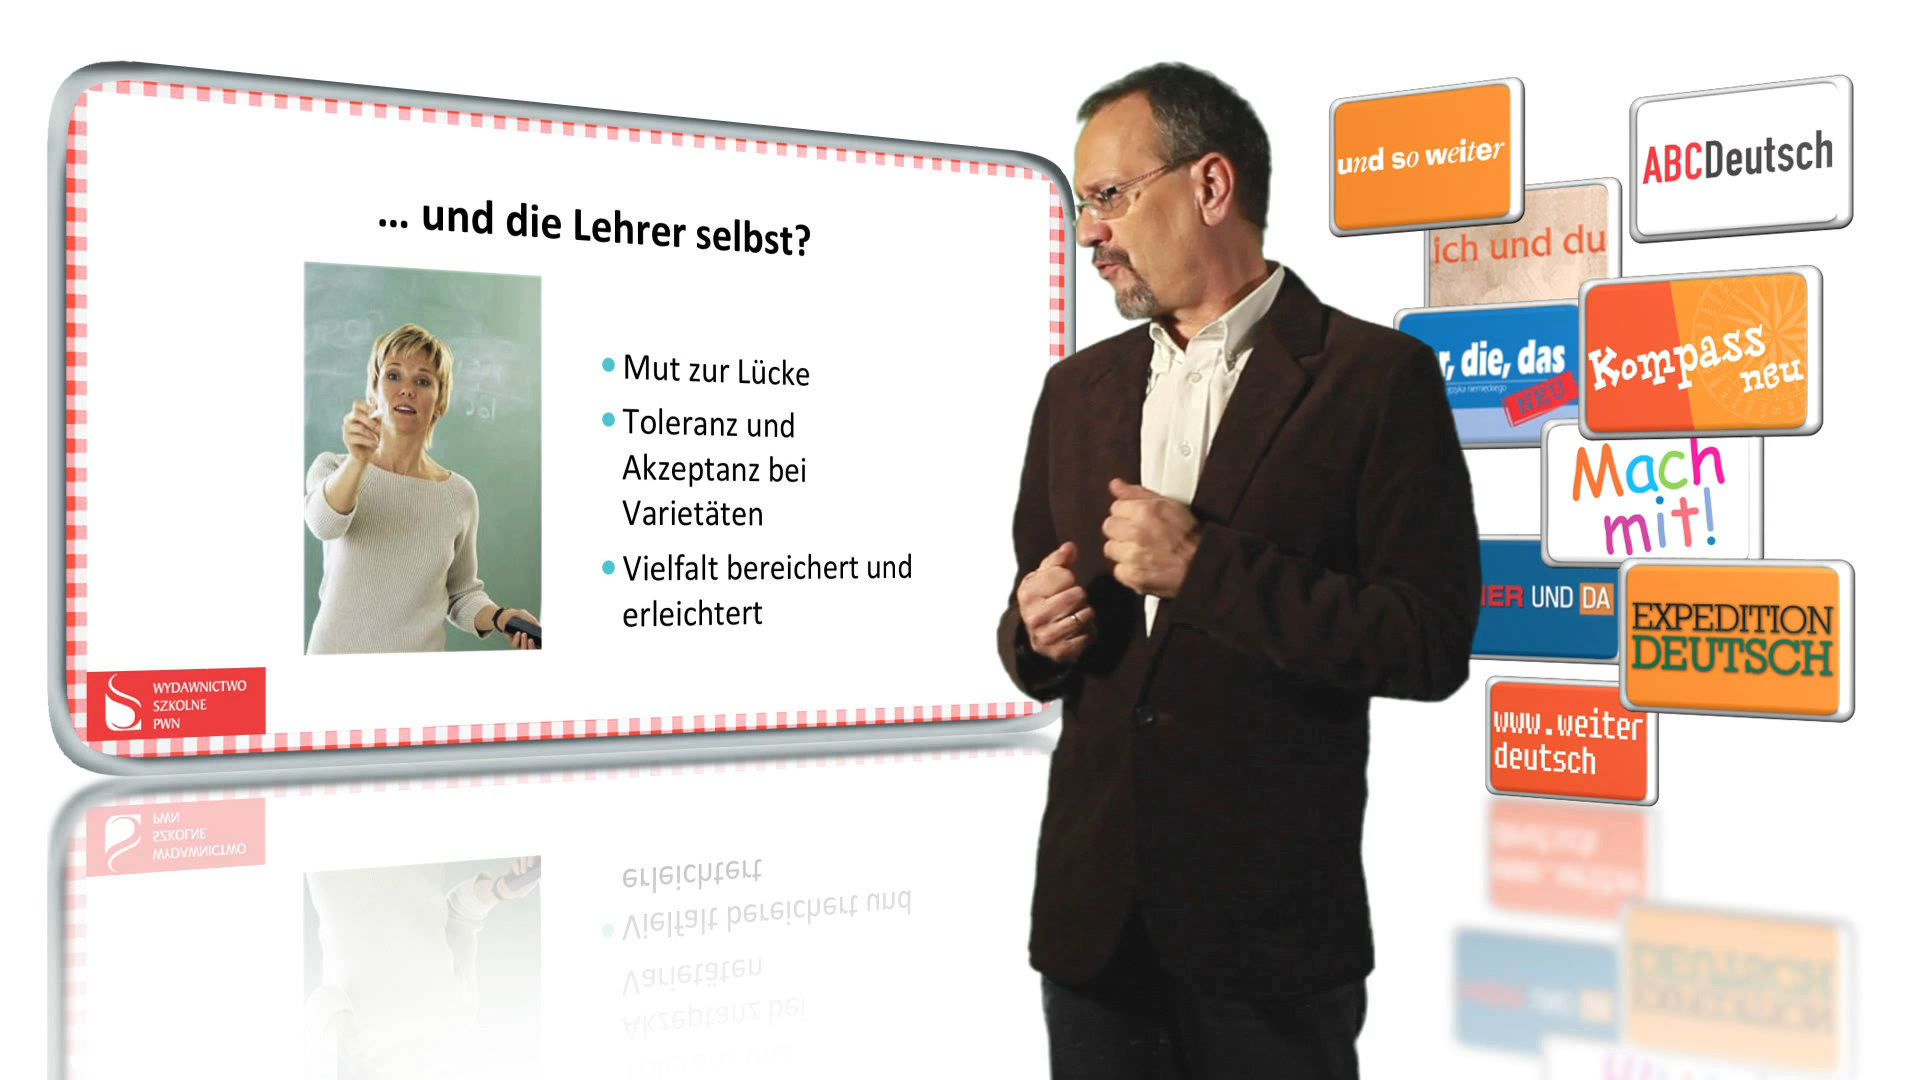 ... und die Lehrer selbst?
Mut zur Lücke
Toleranz und
Akzeptanz bei
Varietäten
Vielfalt bereichert und
erleichtert
WYDAWNICTWO
SZKOLNE
PWN
und so weiter
ABCDeutsch
ich und du
die, das
NEU
Kompass
neu
Mach
mit!
UND DA
EXPEDITION
DEUTSCH
www.weiter
deutsch